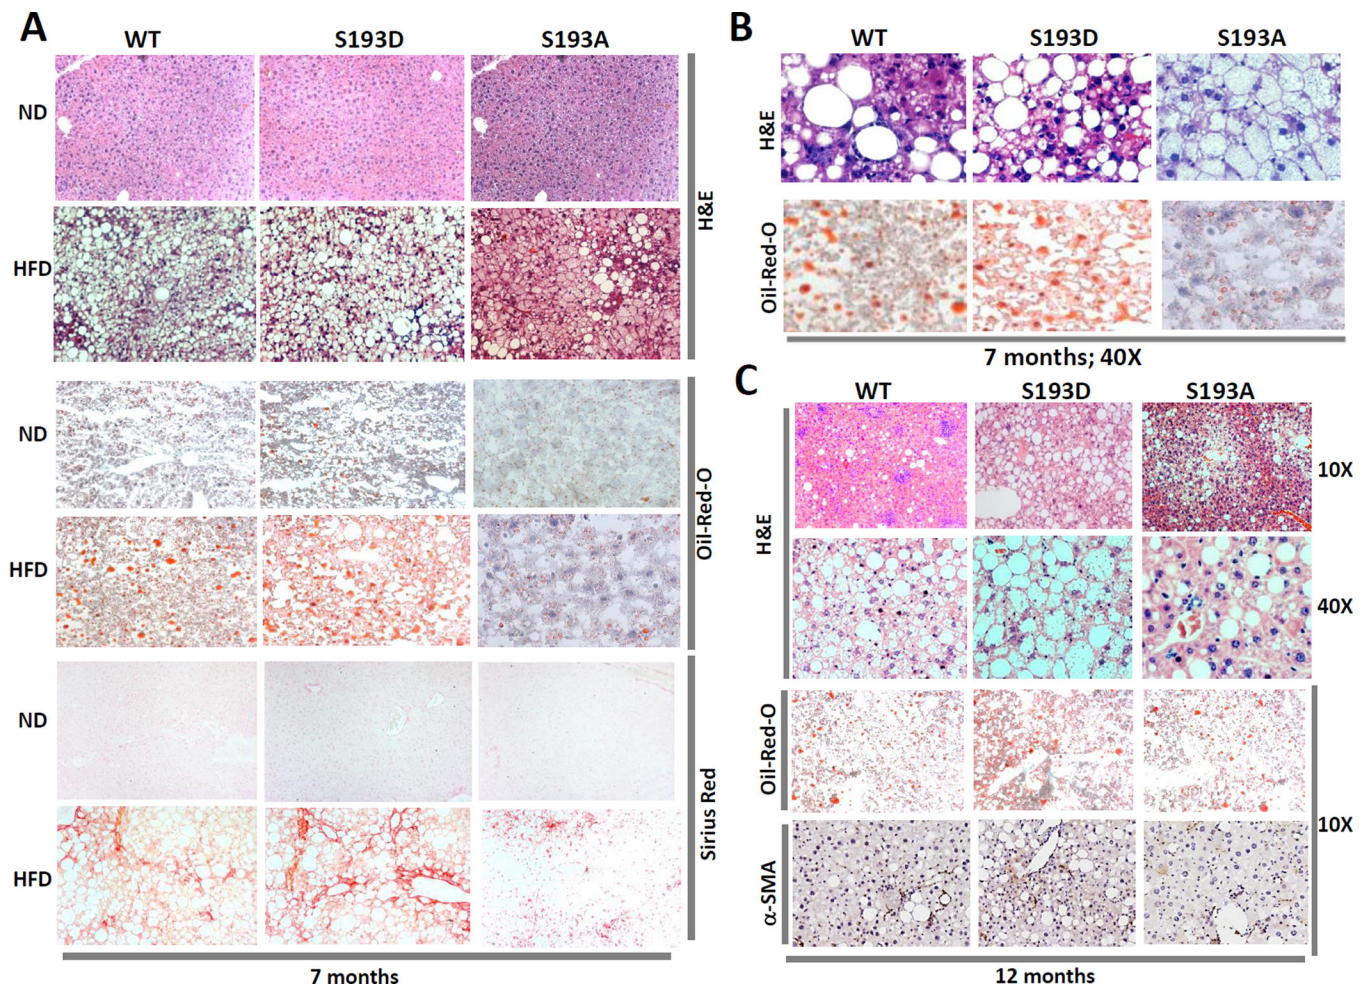 A
WT S193D S193A
ND
HFD
H&E
ND
HFD
Oil-Red-O
ND
HFD
Sirius Red
7 months
B
WT S193D S193A
H&E
Oil-Red-O
7 months; 40X
C
WT S193D S193A
H&E
10X
40X
Oil-Red-O
α-SMA
10X
12 months